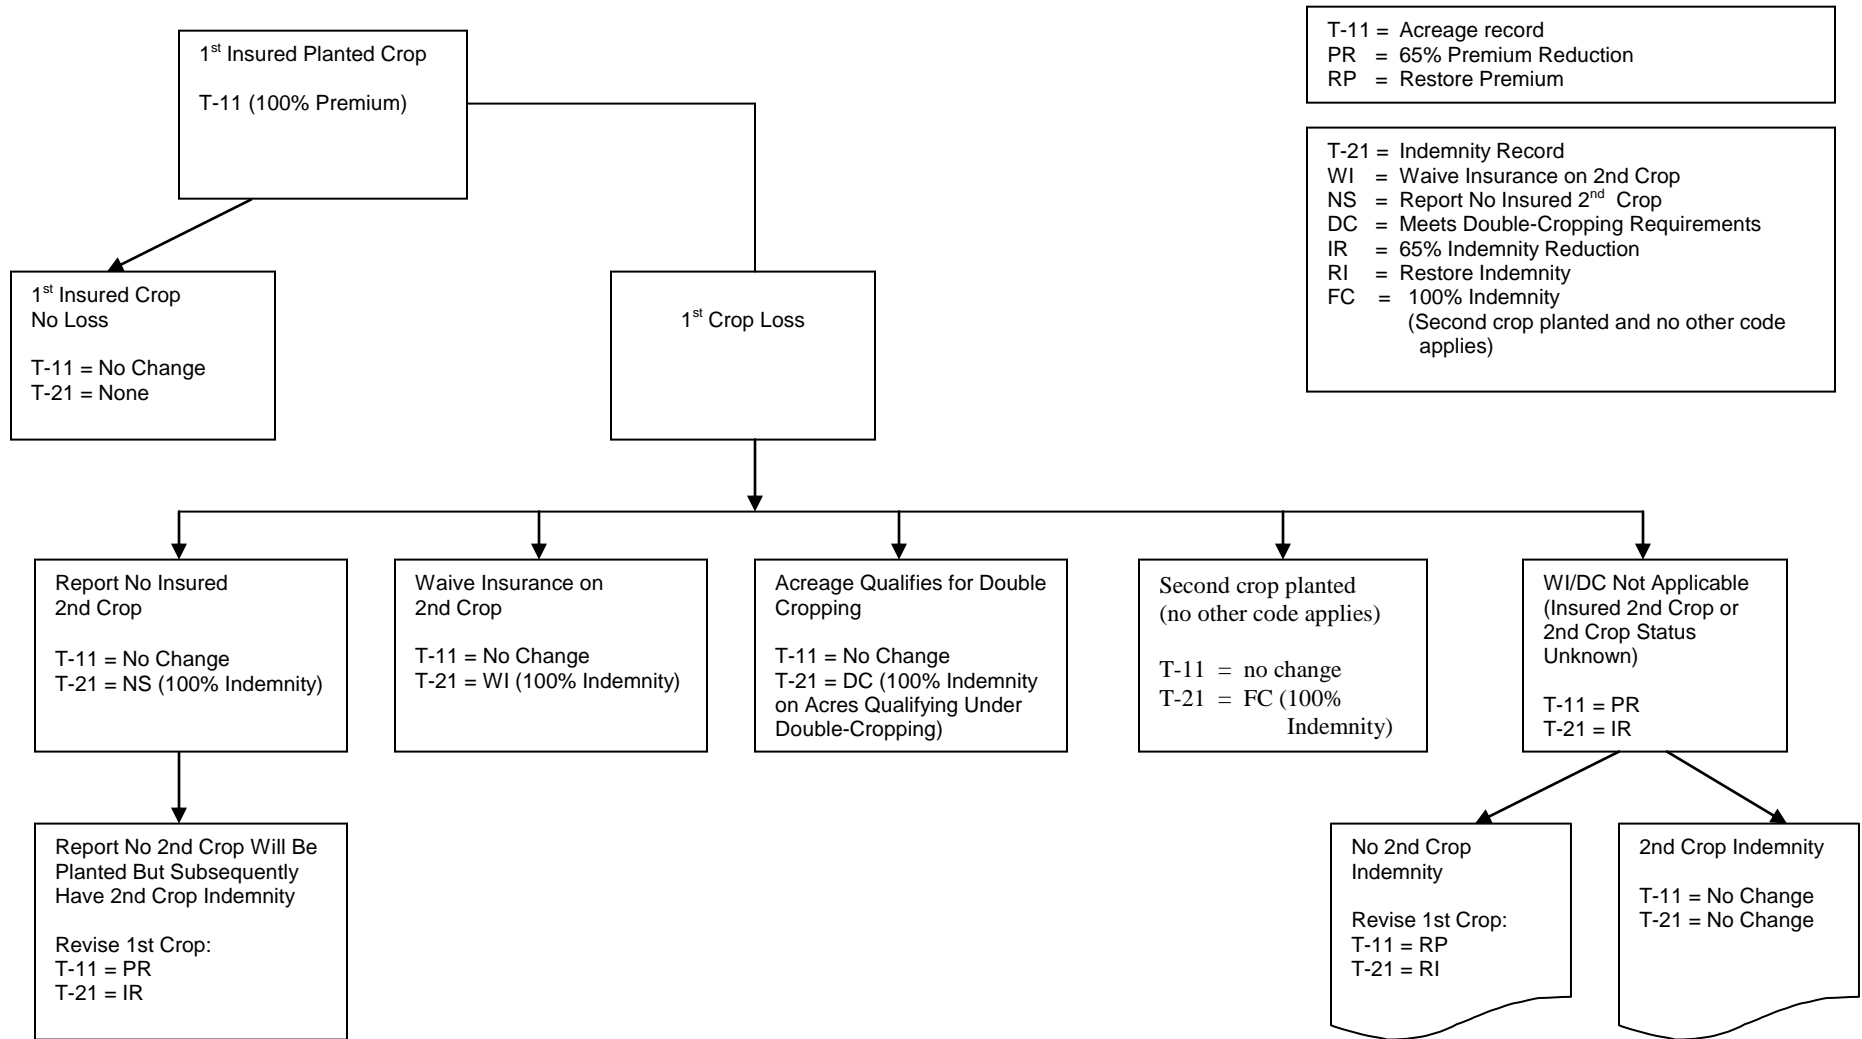 1st Insured Planted Crop
T-11 (100% Premium)
T-11 = Acreage record
PR = 65% Premium Reduction
RP = Restore Premium
T-21 = Indemnity Record
WI = Waive Insurance on 2nd Crop
NS = Report No Insured 2nd Crop
DC = Meets Double-Cropping Requirements
IR = 65% Indemnity Reduction
RI = Restore Indemnity
FC = 100% Indemnity
(Second crop planted and no other code
applies)
1st Insured Crop
No Loss
T-11 = No Change
T-21 = None
1st Crop Loss
Report No Insured
2nd Crop
T-11 = No Change
T-21 = NS (100% Indemnity)
Waive Insurance on
2nd Crop
T-11 = No Change
T-21 = WI (100% Indemnity)
Acreage Qualifies for Double
Cropping
T-11 = No Change
T-21 = DC (100% Indemnity
on Acres Qualifying Under
Double-Cropping)
Second crop planted
(no other code applies)
T-11 = no change
T-21 = FC (100%
Indemnity)
WI/DC Not Applicable
(Insured 2nd Crop or
2nd Crop Status
Unknown)
T-11 = PR
T-21 = IR
Report No 2nd Crop Will Be
Planted But Subsequently
Have 2nd Crop Indemnity
Revise 1st Crop:
T-11 = PR
T-21 = IR
No 2nd Crop
Indemnity
Revise 1st Crop:
T-11 = RP
T-21 = RI
2nd Crop Indemnity
T-11 = No Change
T-21 = No Change